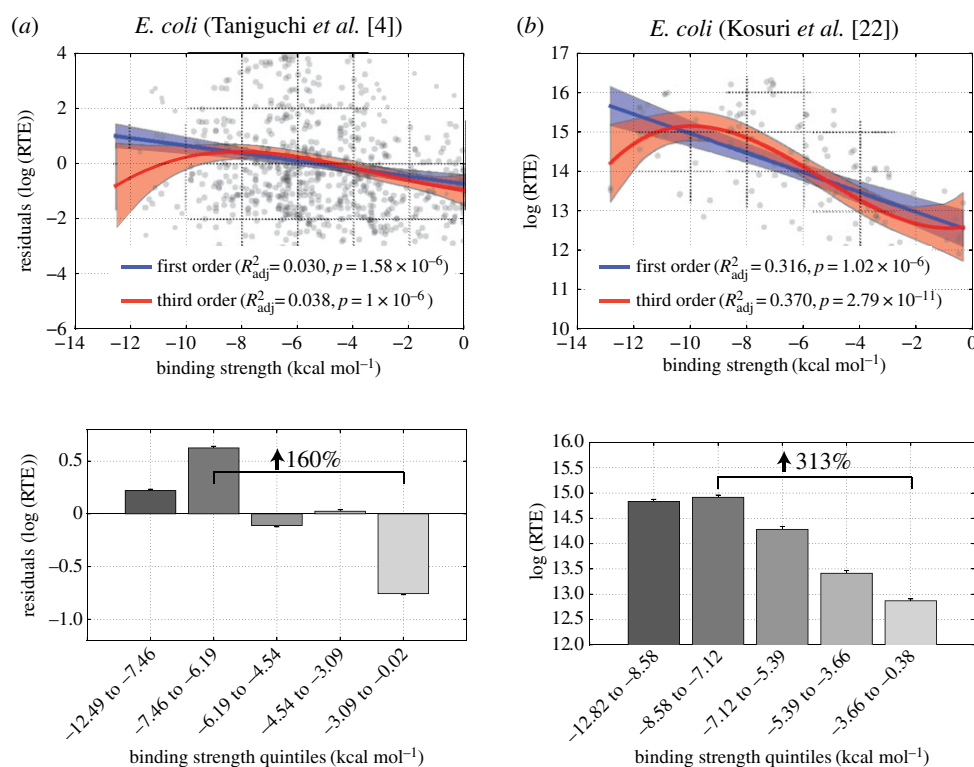 (a) E. coli (Taniguchi et al. [4])
4
2
0
−2
−4
−6
residuals (log (RTE))
first order (R²adj = 0.030, p = 1.58 × 10⁻⁶)
third order (R²adj = 0.038, p = 1 × 10⁻⁶)
−14 −12 −10 −8 −6 −4 −2 0
binding strength (kcal mol⁻¹)
(b) E. coli (Kosuri et al. [22])
17
16
15
14
13
12
11
10
log (RTE)
first order (R²adj = 0.316, p = 1.02 × 10⁻⁶)
third order (R²adj = 0.370, p = 2.79 × 10⁻¹¹)
−14 −12 −10 −8 −6 −4 −2 0
binding strength (kcal mol⁻¹)
0.5
0
−0.5
−1.0
residuals (log (RTE))
160%
−12.49 to −7.46
−7.46 to −6.19
−6.19 to −4.54
−4.54 to −3.09
−3.09 to −0.02
binding strength quintiles (kcal mol⁻¹)
16.0
15.5
15.0
14.5
14.0
13.5
13.0
12.5
12.0
log (RTE)
313%
−12.82 to −8.58
−8.58 to −7.12
−7.12 to −5.39
−5.39 to −3.66
−3.66 to −0.38
binding strength quintiles (kcal mol⁻¹)